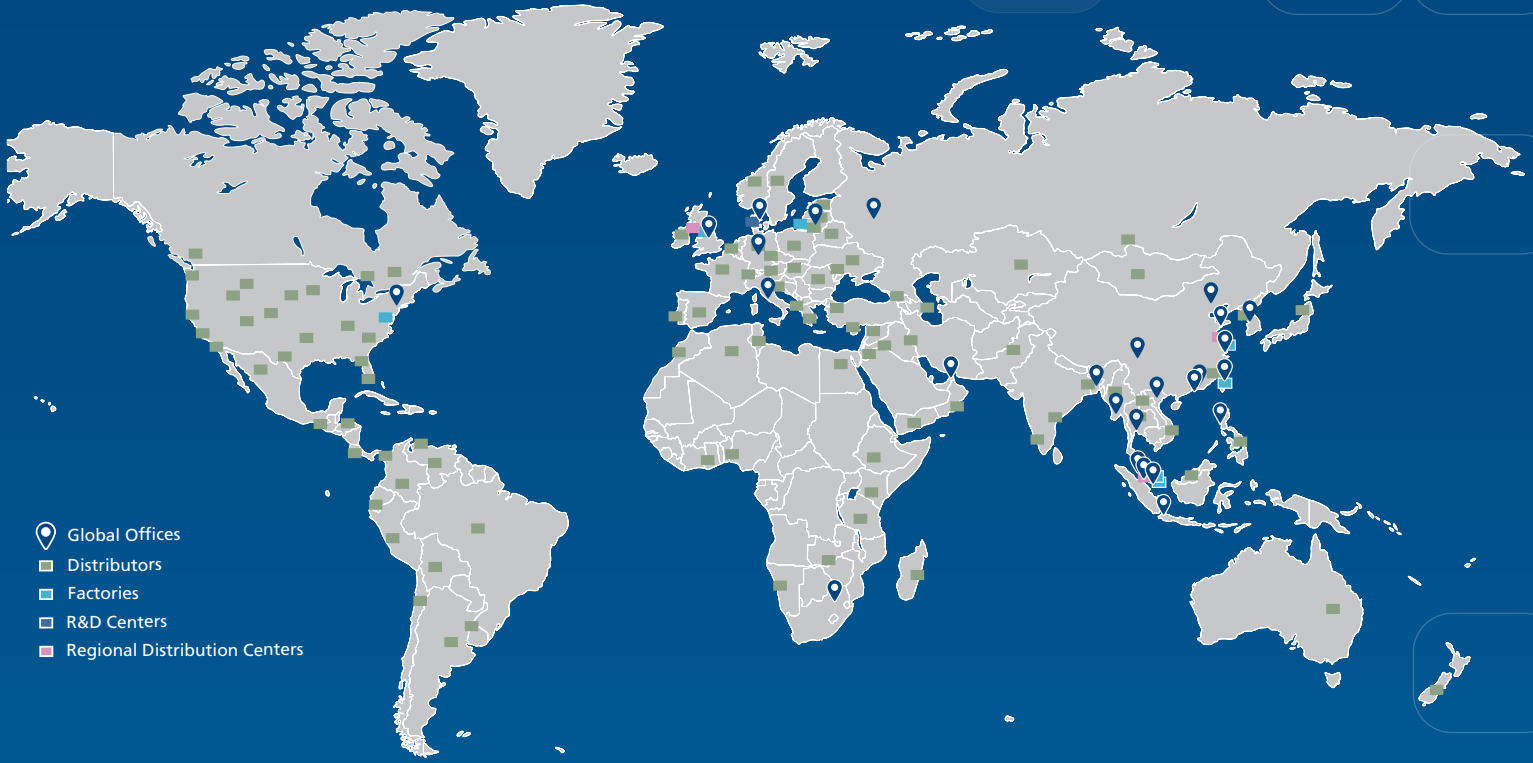 Global Offices
Distributors
Factories
R&D Centers
Regional Distribution Centers